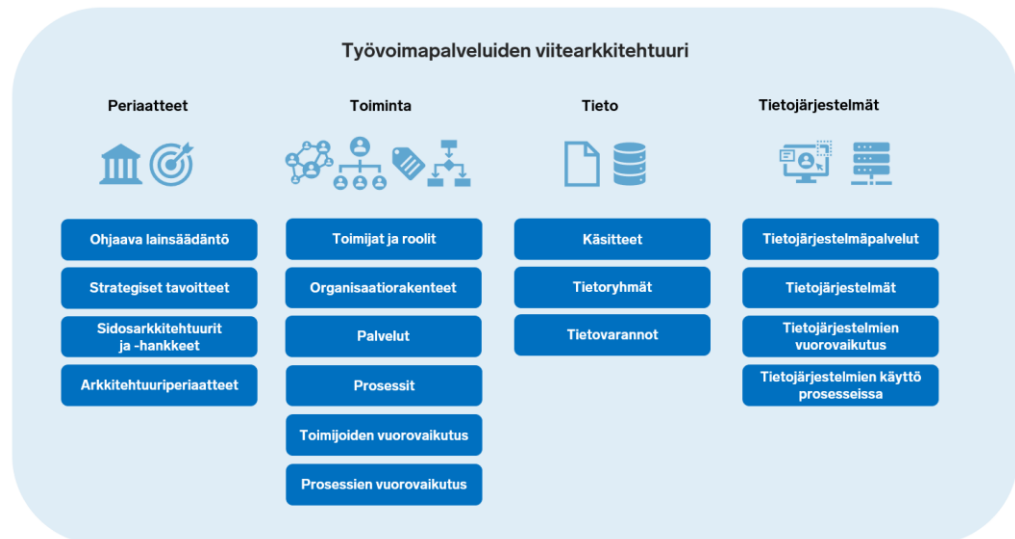 Työvoimapalveluiden viitearkkitehtuuri
Periaatteet
Ohjaava lainsäädäntö
Strategiset tavoitteet
Sidosarkkitehtuurit
ja -hankkeet
Arkkitehtuuriperiaatteet
Toiminta
Toimijat ja roolit
Organisaatiorakenteet
Palvelut
Prosessit
Toimijoiden vuorovaikutus
Prosessien vuorovaikutus
Tieto
Käsitteet
Tietoryhmät
Tietovarannot
Tietojärjestelmät
Tietojärjestelmäpalvelut
Tietojärjestelmät
Tietojärjestelmien
vuorovaikutus
Tietojärjestelmien käyttö
prosesseissa